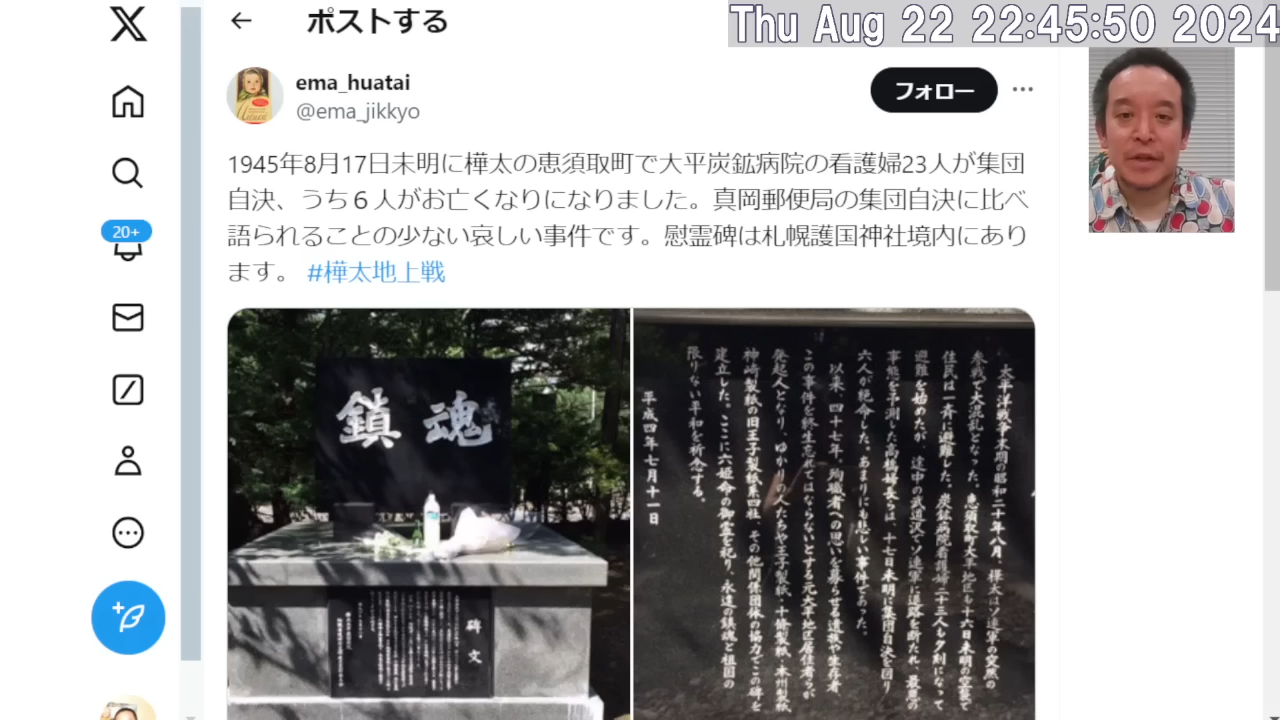 Thu Aug 22 22:45:50 2024
ポストする
ema_huatai
@ema_jikkyo
フォロー
20+
1945年8月17日未明に樺太の恵須取町で大平炭鉱病院の看護婦23人が集団
自決、うち６人がお亡くなりになりました。真岡郵便局の集団自決に比べ
語られることの少ない哀しい事件です。慰霊碑は札幌護国神社境内にあり
ます。 #樺太地上戦
鎮魂
碑文
太平洋戦争末期の昭和二十年八月、樺太はソ連軍の突然の
参戦で大混乱となった。恵須取町大平地区も十六日未明の空襲で
住民は一斉に避難した。炭鉱病院看護婦二十三人も夕刻になって
避難を始めたが、途中の武道沢でソ連軍に退路を断たれ、最悪の
事態を予測した高橋婦長らは、十七日未明に集団自決を図り
六人が絶命した。あまりにも悲しい事件であった。
以来、四十七年、殉職者への思いを募らせる遺族や生存者
この事件を終生忘れてはならないとする元大平地区居住者らが
発起人となり、ゆかりの人たちや王子製紙・十條製紙・本州製紙
神崎製紙の旧王子製紙系四社、その他関係団体の協力でこの碑を
建立した。ここに六姫命の御霊を祀り、永遠の鎮魂と祖国の
限りない平和を祈念する。
平成四年七月十一日